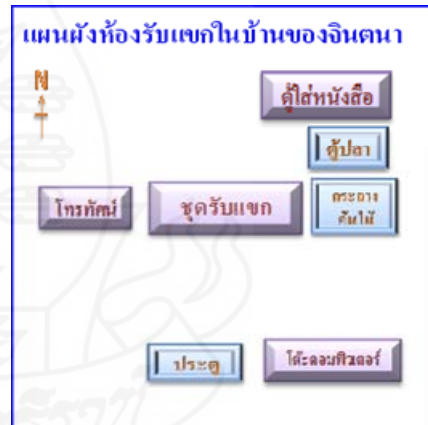 แผนผังห้องรับแขกในบ้านของจินตนา
N
ตู้ใส่หนังสือ
ตู้ปลา
โทรทัศน์
ชุดรับแขก
กระถาง
ต้นไม้
ประตู
โต๊ะคอมพิวเตอร์